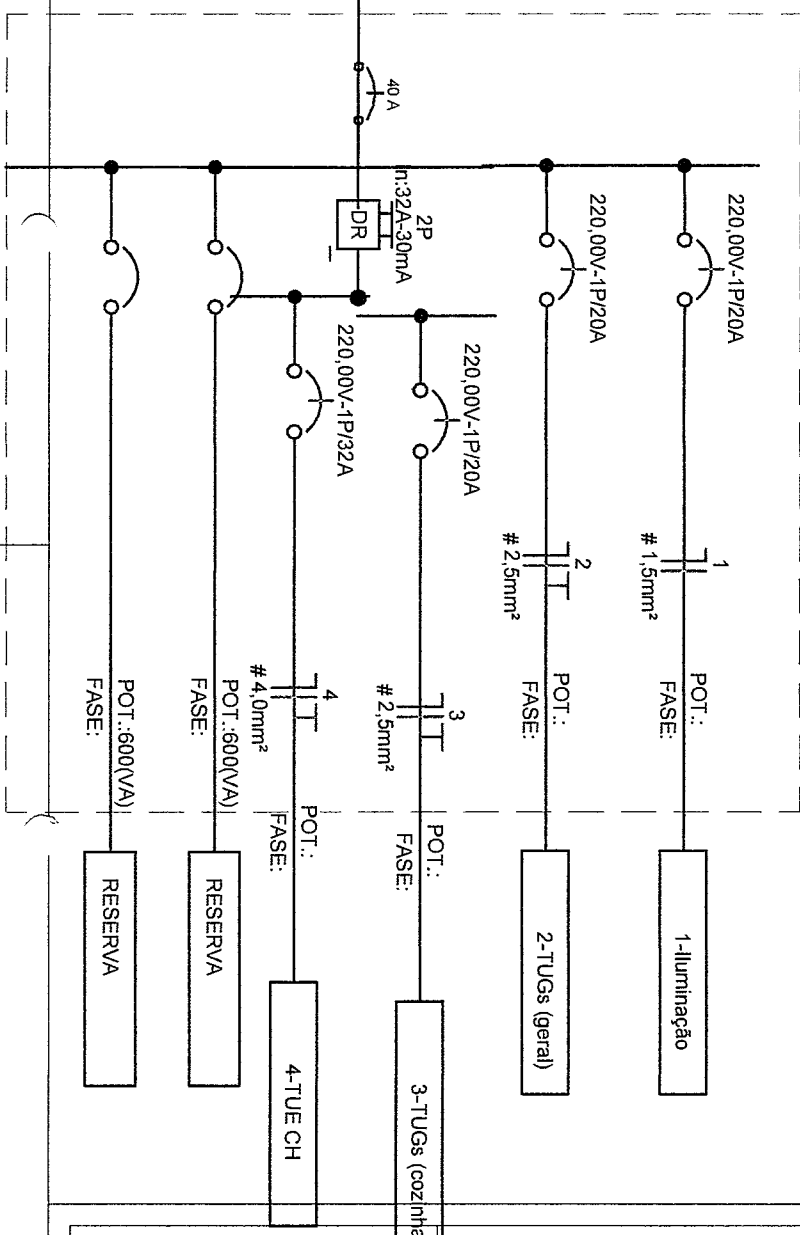 40 A
2P
In:32A-30mA
DR
220,00V-1P/20A
1
# 1,5mm²
POT.:
FASE:
1-Iluminação
220,00V-1P/20A
2
# 2,5mm²
POT.:
FASE:
2-TUGs (geral)
220,00V-1P/20A
3
# 2,5mm²
POT.:
FASE:
3-TUGs (cozinha
220,00V-1P/32A
4
# 4,0mm²
POT.:
FASE:
4-TUE CH
POT.:600(VA)
FASE:
RESERVA
POT.:600(VA)
FASE:
RESERVA